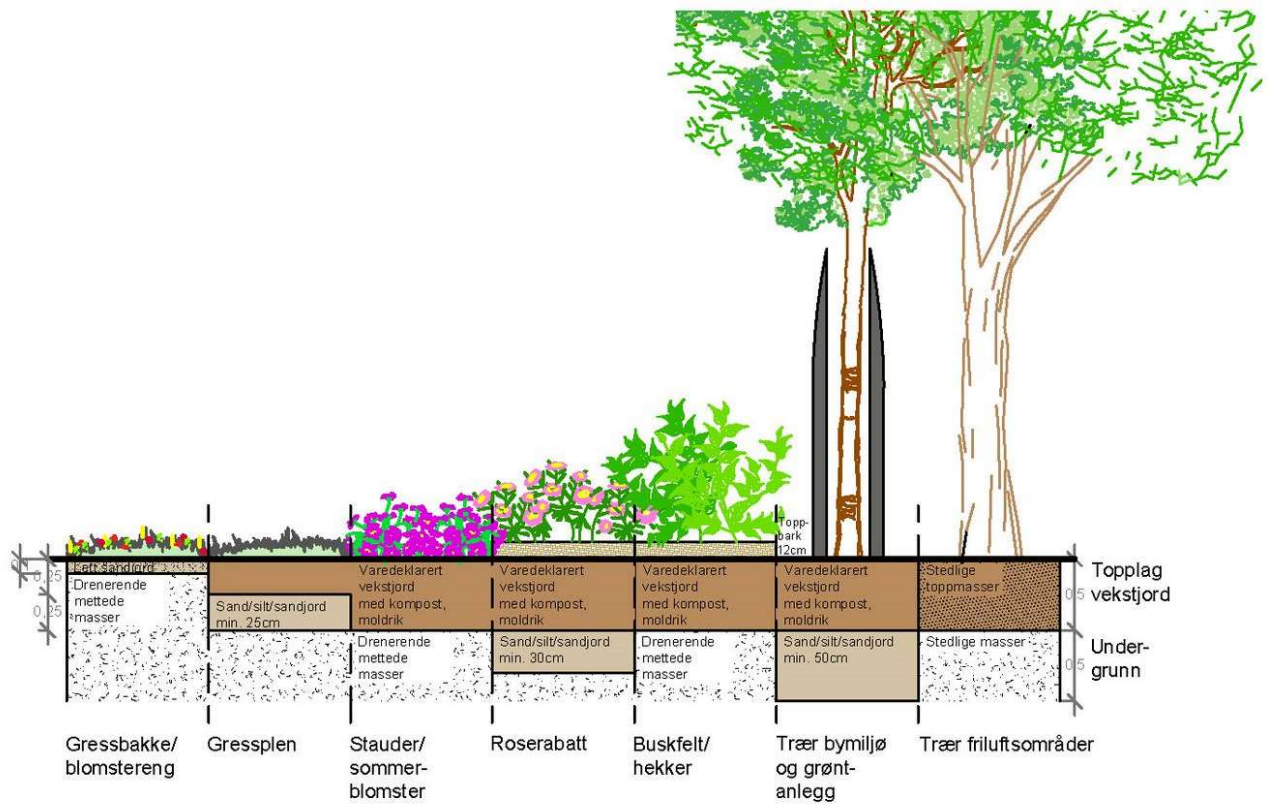 Topp-
bark
12cm
Lett sandjord
Drenerende
mettede
masser
Sand/silt/sandjord
min. 25cm
Varedeklarert
vekstjord
med kompost,
moldrik
Drenerende
mettede
masser
Varedeklarert
vekstjord
med kompost,
moldrik
Sand/silt/sandjord
min. 30cm
Varedeklarert
vekstjord
med kompost,
moldrik
Drenerende
mettede
masser
Varedeklarert
vekstjord
med kompost,
moldrik
Sand/silt/sandjord
min. 50cm
Stedlige
toppmasser
Stedlige masser
0,25
0,25
0,5
0,5
Topplag
vekstjord
Under-
grunn
Gressbakke/
blomstereng
Gressplen
Stauder/
sommer-
blomster
Roserabatt
Buskfelt/
hekker
Trær bymiljø
og grønt-
anlegg
Trær friluftsområder